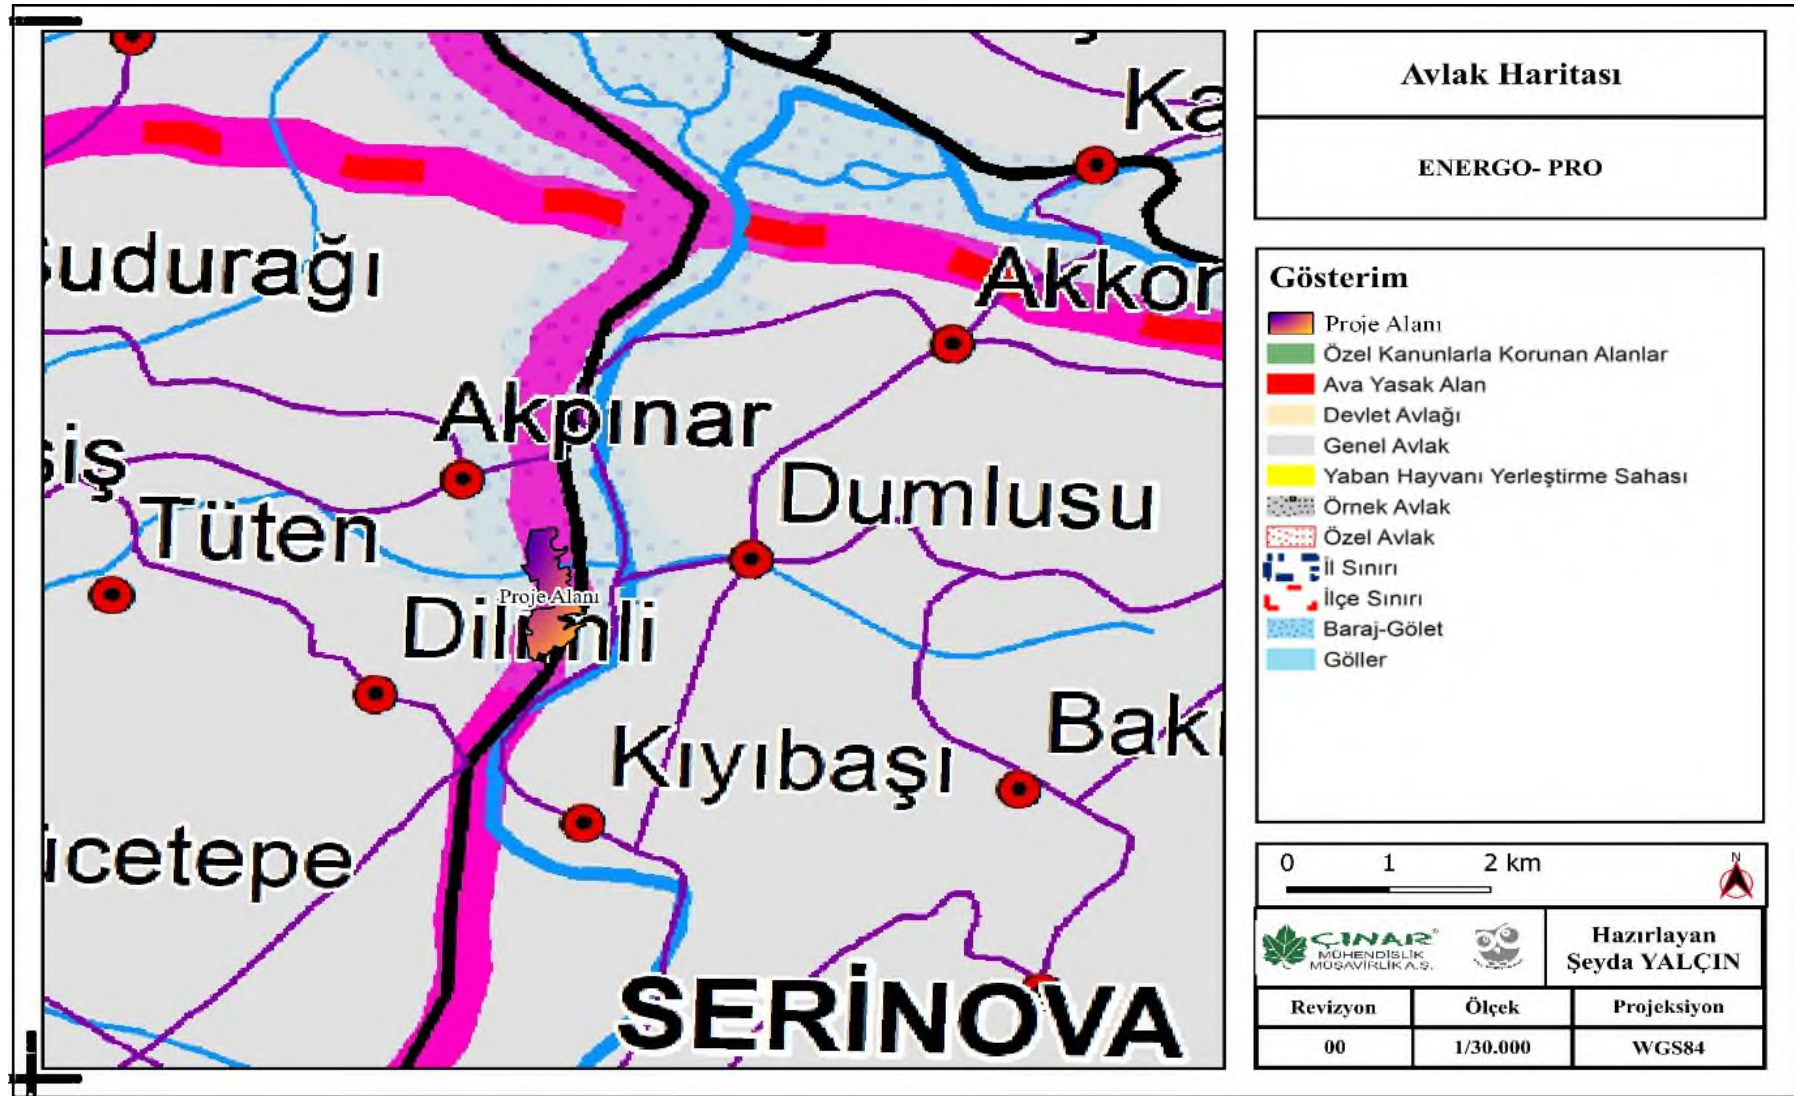 Ka
Sudurağı
Akkor
Akpınar
siş
Dumlusu
Tüten
Proje Alanı
Dilimli
Bakı
Kıyıbaşı
ücetepe
SERİNOVA
Avlak Haritası
ENERGO- PRO
Gösterim
Proje Alanı
Özel Kanunlarla Korunan Alanlar
Ava Yasak Alan
Devlet Avlağı
Genel Avlak
Yaban Hayvanı Yerleştirme Sahası
Örnek Avlak
Özel Avlak
İl Sınırı
İlçe Sınırı
Baraj-Gölet
Göller
0 1 2 km
N
ÇINAR
MÜHENDİSLİK
MÜŞAVİRLİK A.Ş.
Hazırlayan
Şeyda YALÇIN
Revizyon Ölçek Projeksiyon
00 1/30.000 WGS84